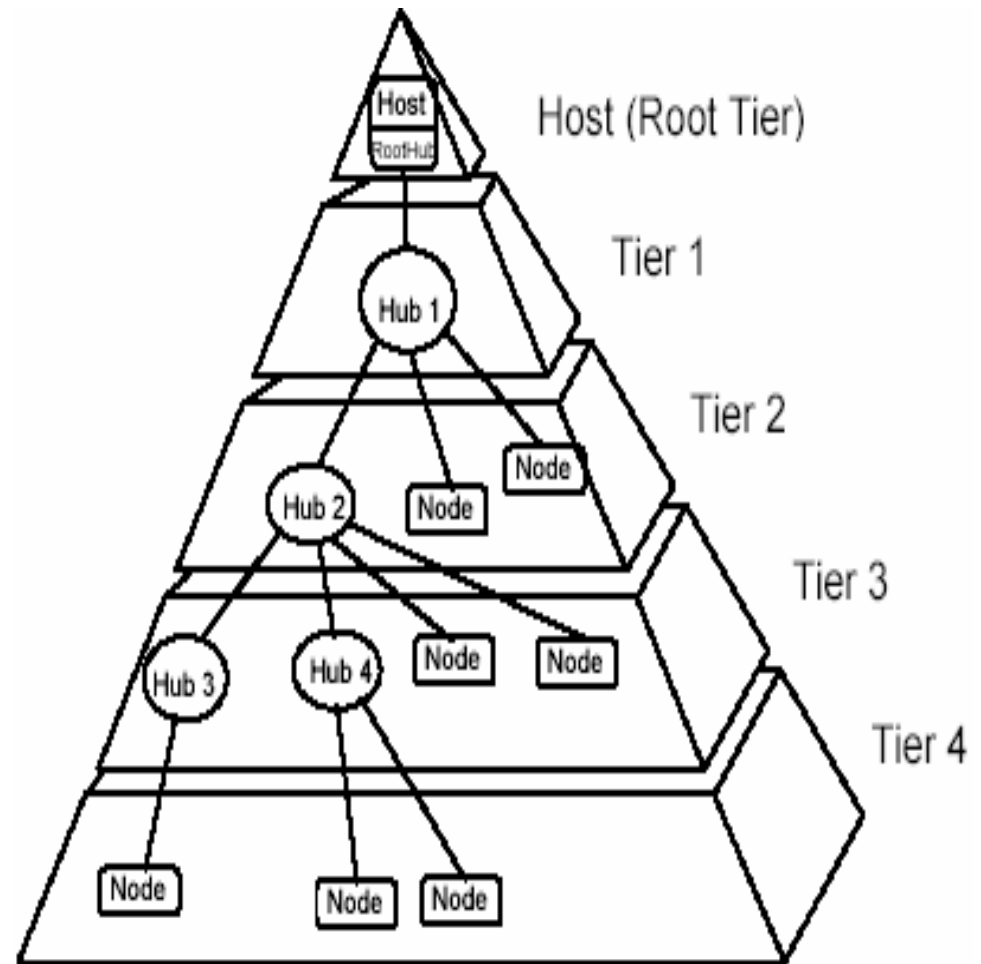 Host
RootHub
Host (Root Tier)
Tier 1
Hub 1
Tier 2
Node
Hub 2
Node
Tier 3
Hub 3
Hub 4
Node
Node
Tier 4
Node
Node
Node